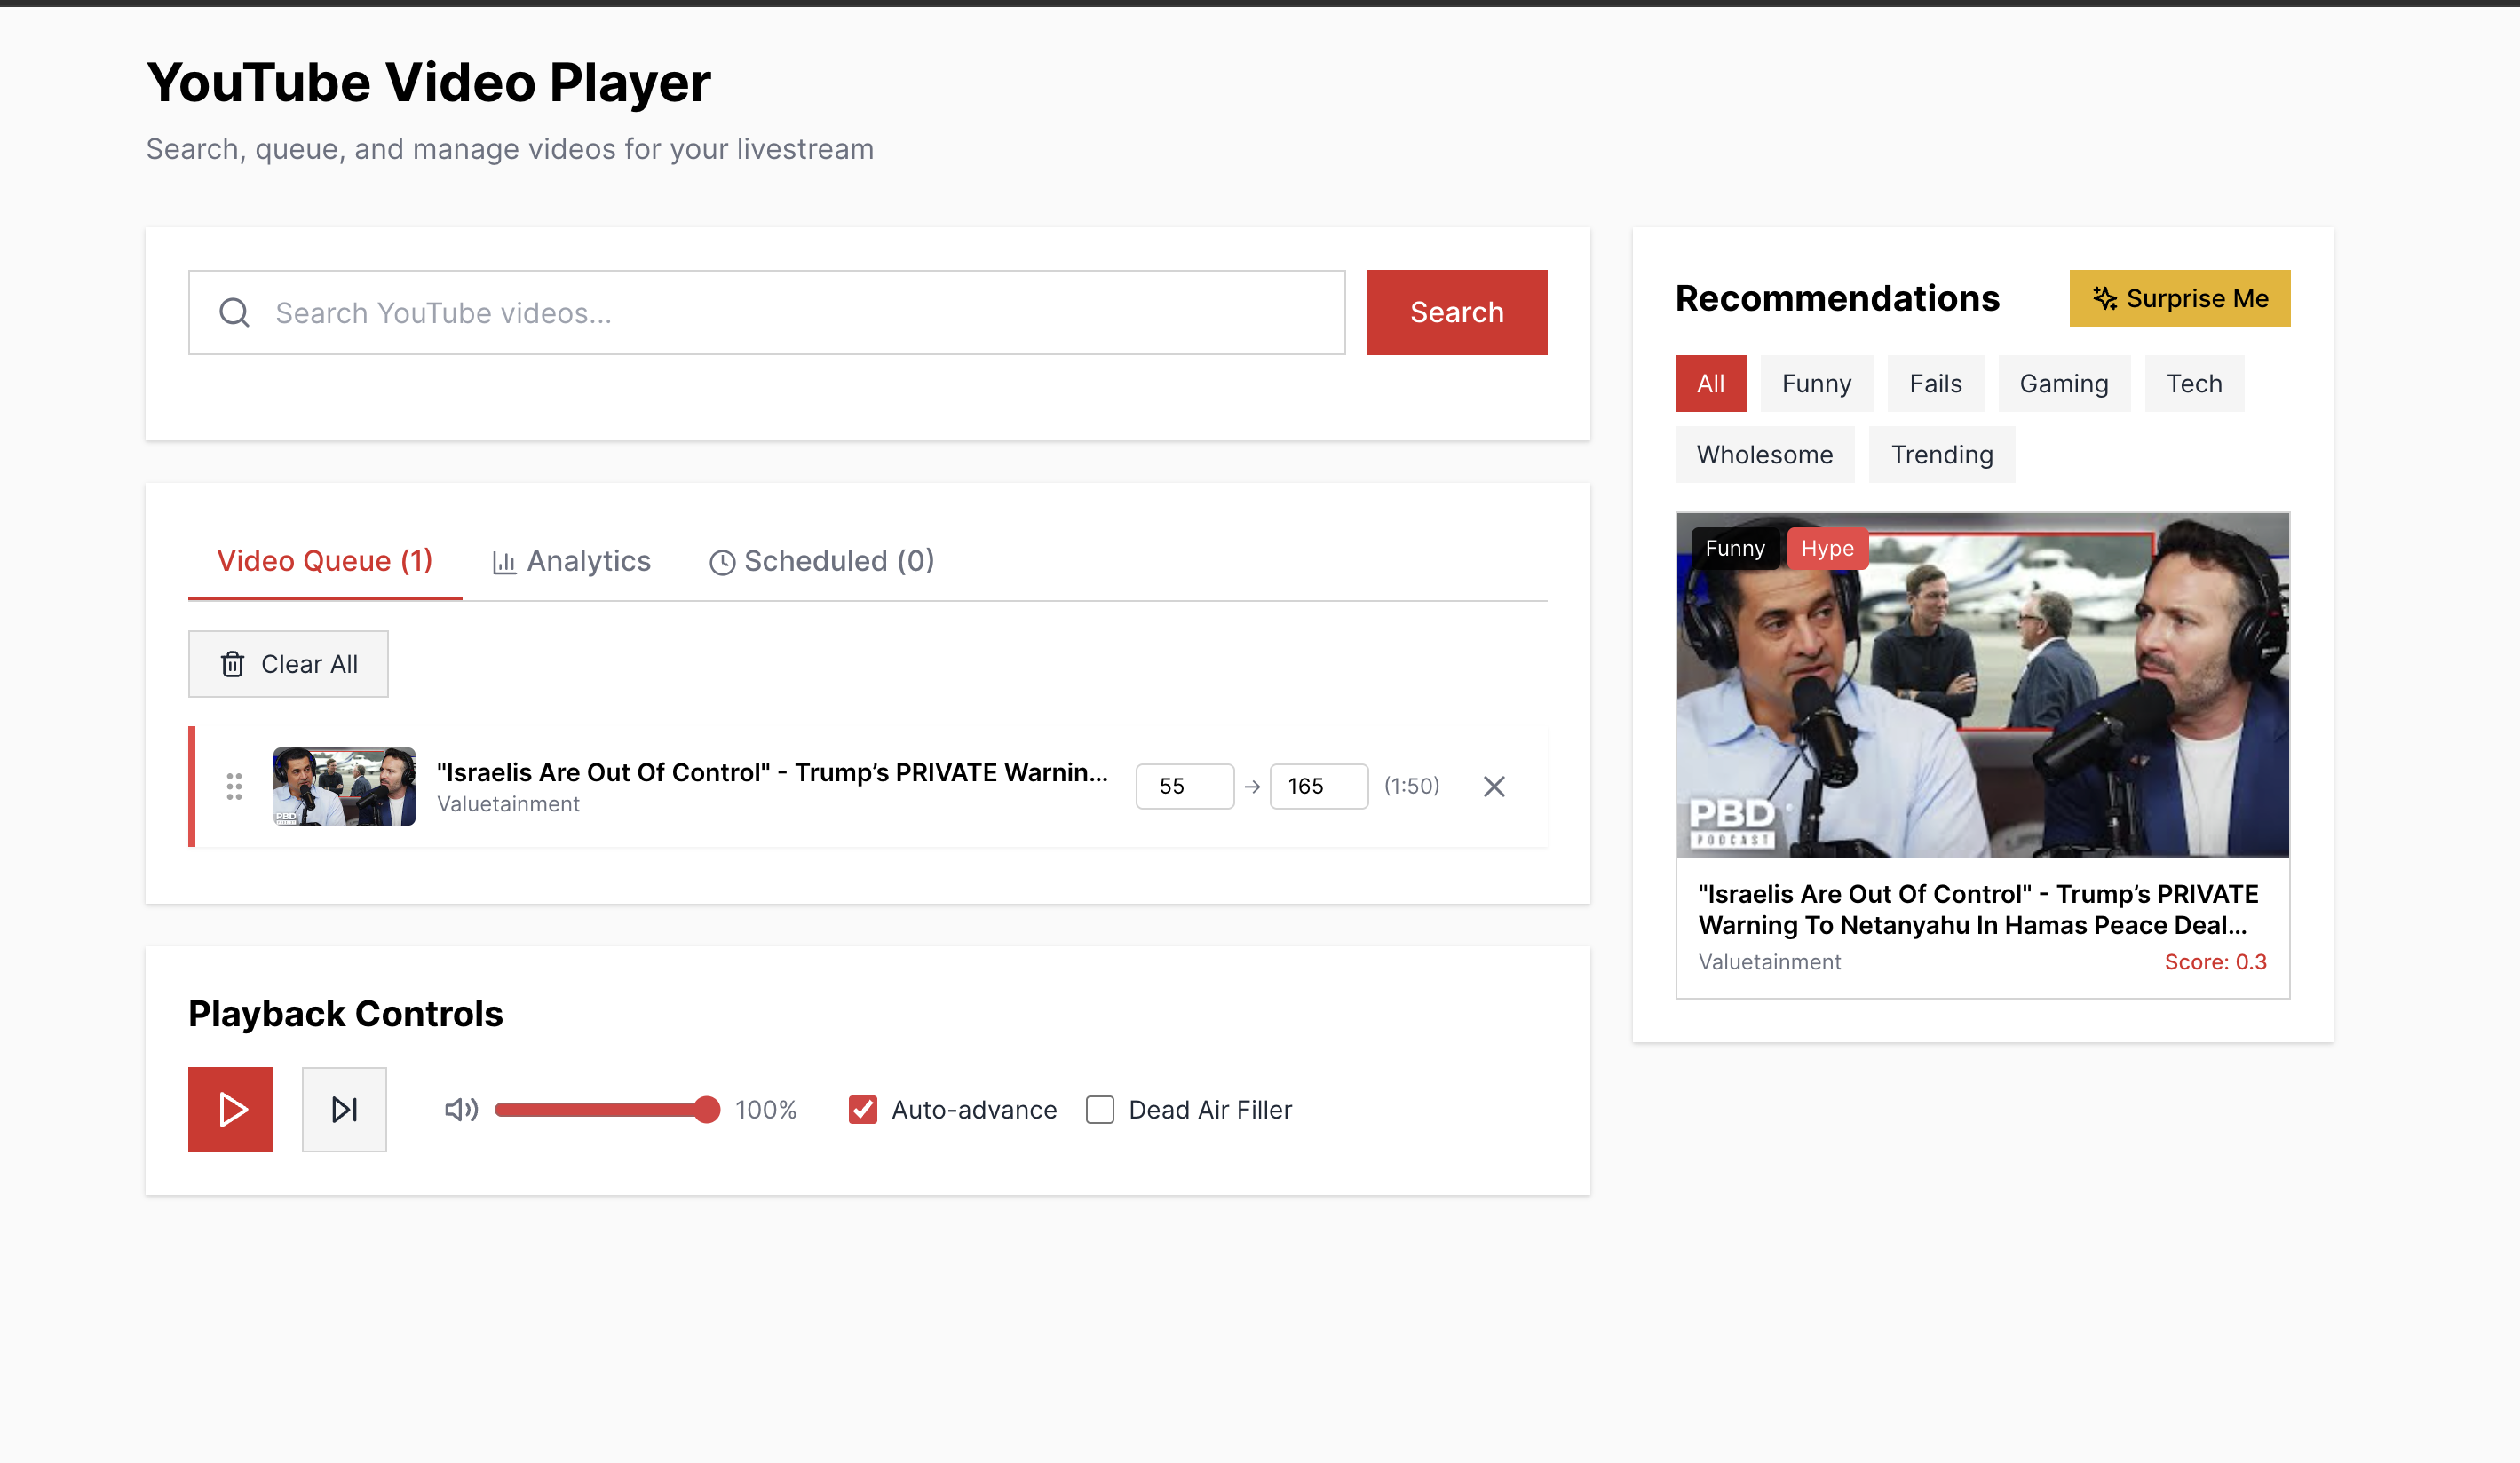 YouTube Video Player
Search, queue, and manage videos for your livestream
Search YouTube videos...
Search
Video Queue (1)
Analytics
Scheduled (0)
Clear All
PBD
"Israelis Are Out Of Control" - Trump’s PRIVATE Warnin...
Valuetainment
55
→
165
(1:50)
Playback Controls
100%
Auto-advance
Dead Air Filler
Recommendations
Surprise Me
All
Funny
Fails
Gaming
Tech
Wholesome
Trending
Funny
Hype
PBD
PODCAST
"Israelis Are Out Of Control" - Trump’s PRIVATE
Warning To Netanyahu In Hamas Peace Deal...
Valuetainment
Score: 0.3